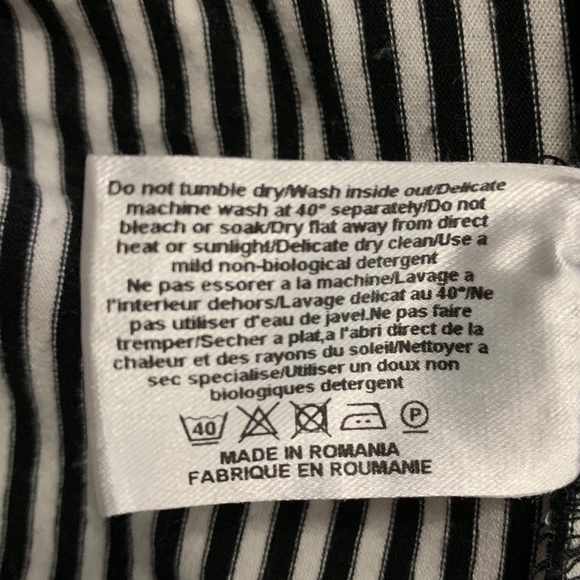 Do not tumble dry/Wash inside out/Delicate
machine wash at 40° separately/Do not
bleach or soak/Dry flat away from direct
heat or sunlight/Delicate dry clean/Use a
mild non-biological detergent
Ne pas essorer a la machine/Lavage a
l'interieur dehors/Lavage delicat au 40°/Ne
pas utiliser d'eau de javel.Ne pas faire
tremper/Secher a plat,a l'abri direct de la
chaleur et des rayons du soleil/Nettoyer a
sec specialise/Utiliser un doux non
biologiques detergent
40 P
MADE IN ROMANIA
FABRIQUE EN ROUMANIE